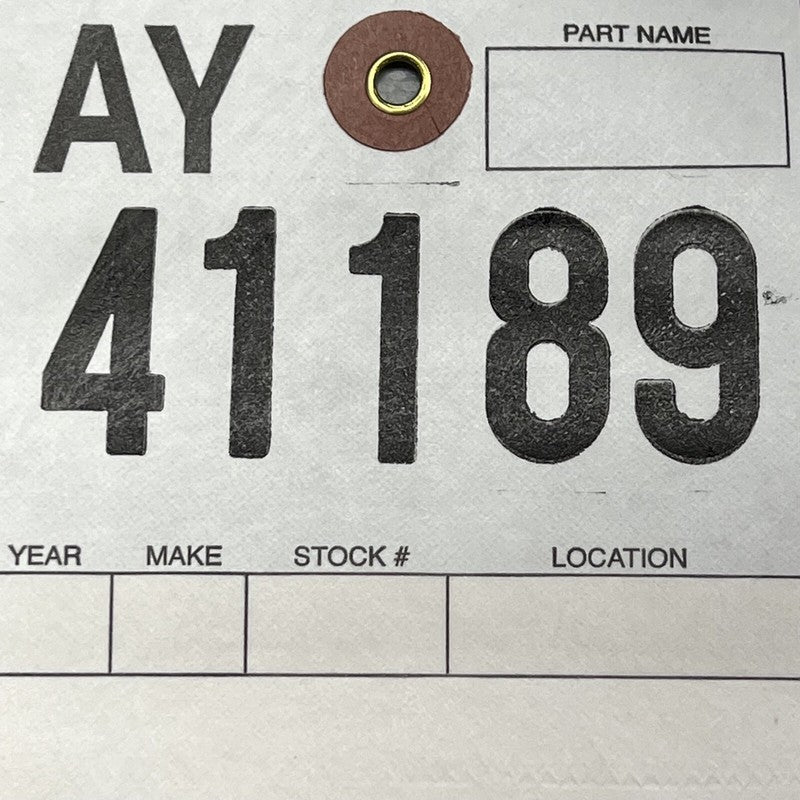 AY
PART NAME
41189
YEAR MAKE STOCK # LOCATION